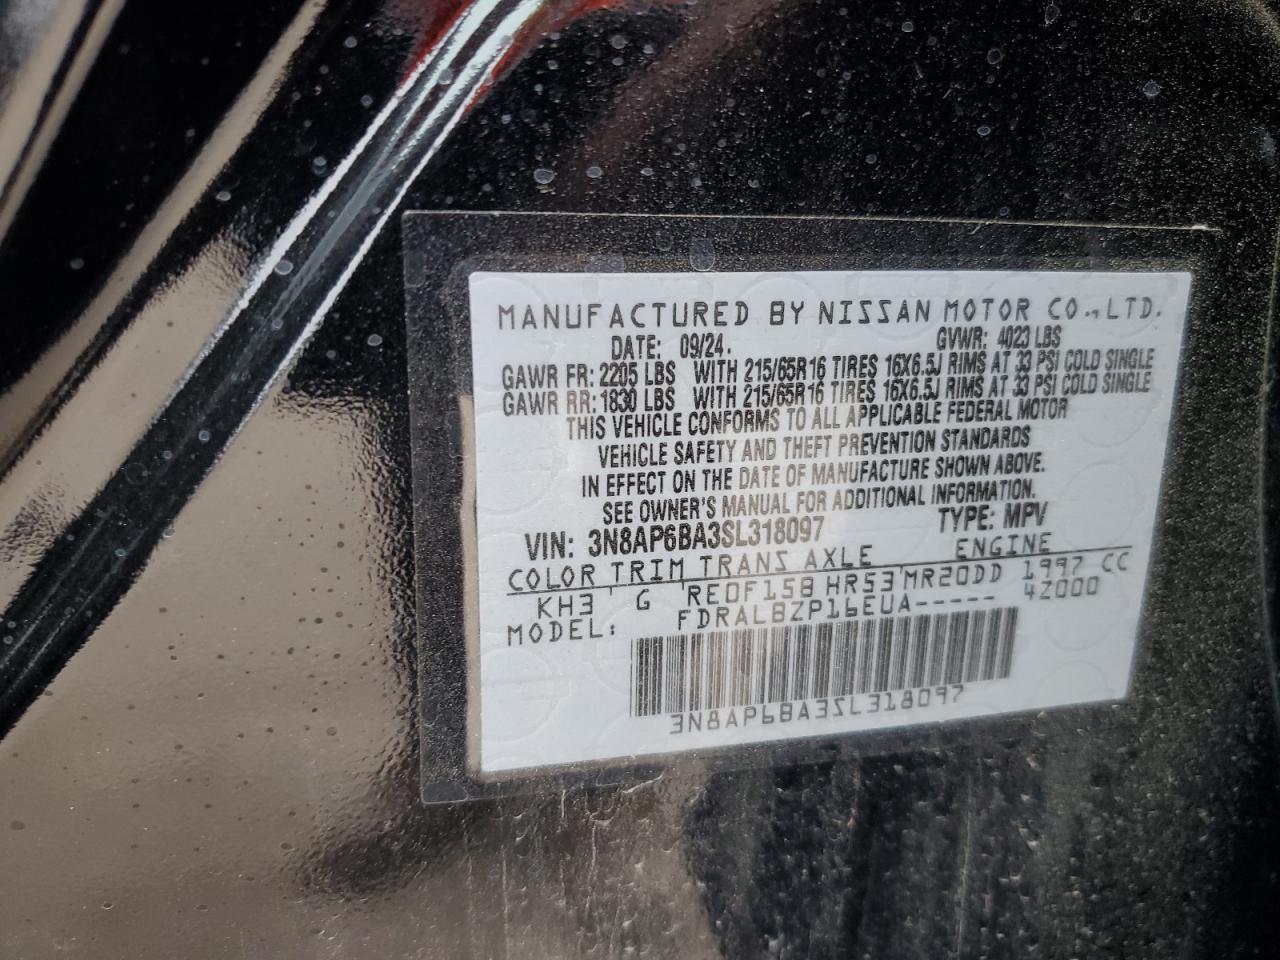 MANUFACTURED BY NISSAN MOTOR CO., LTD.
DATE: 09/24. GVWR: 4023 LBS
GAWR FR: 2205 LBS WITH 215/65R16 TIRES 16X6.5J RIMS AT 33 PSI COLD SINGLE
GAWR RR: 1830 LBS WITH 215/65R16 TIRES 16X6.5J RIMS AT 33 PSI COLD SINGLE
THIS VEHICLE CONFORMS TO ALL APPLICABLE FEDERAL MOTOR
VEHICLE SAFETY AND THEFT PREVENTION STANDARDS
IN EFFECT ON THE DATE OF MANUFACTURE SHOWN ABOVE.
SEE OWNER'S MANUAL FOR ADDITIONAL INFORMATION.
VIN: 3N8AP6BA3SL318097 TYPE: MPV
COLOR TRIM TRANS AXLE ENGINE
KH3 G RE0F15B HR53 MR20DD 1997 CC
MODEL: FDRALBZP16EUA----- 4Z000
3N8AP6BA3SL318097